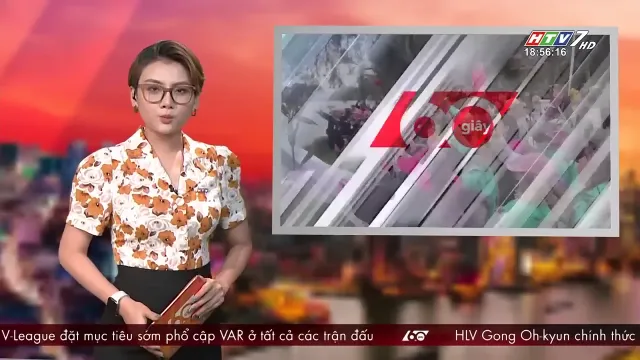 HTV7 HD
18:56:16
60 giây
V-League đặt mục tiêu sớm phổ cập VAR ở tất cả các trận đấu 60 HLV Gong Oh-kyun chính thức